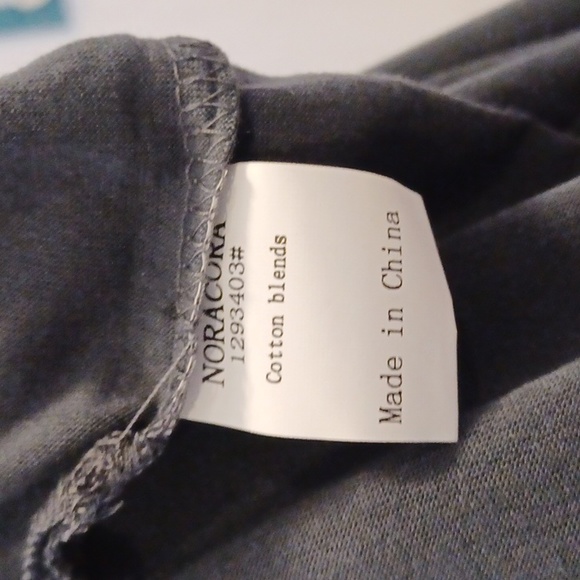 NORACORA
1293403#
Cotton blends
Made in China